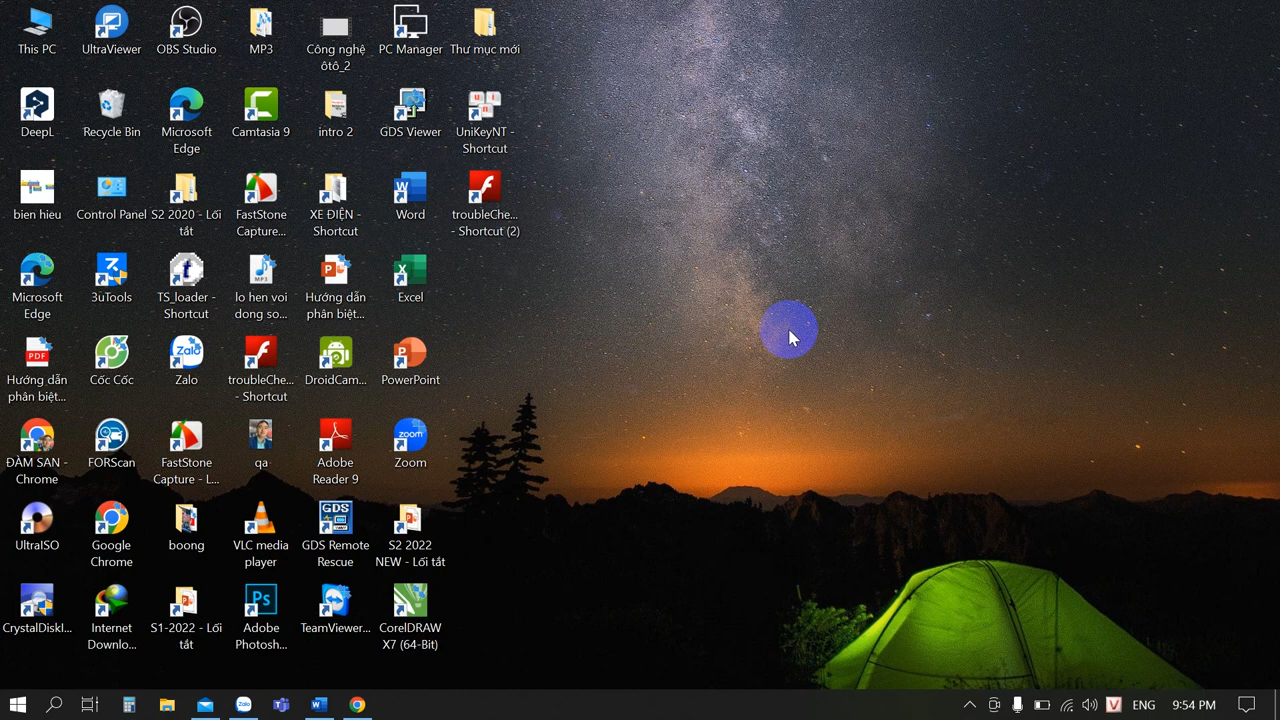 This PC
UltraViewer
OBS Studio
MP3
Công nghệ
ôtô_2
PC Manager
Thư mục mới
DeepL
Recycle Bin
Microsoft
Edge
Camtasia 9
intro 2
GDS Viewer
UniKeyNT -
Shortcut
bien hieu
Control Panel
S2 2020 - Lối
tắt
FastStone
Capture...
XE ĐIỆN -
Shortcut
Word
troubleChe...
- Shortcut (2)
Microsoft
Edge
3uTools
TS_loader -
Shortcut
lo hen voi
dong so...
Hướng dẫn
phân biệt...
Excel
Hướng dẫn
phân biệt...
Cốc Cốc
Zalo
troubleChe...
- Shortcut
DroidCam...
PowerPoint
ĐÀM SAN -
Chrome
FORScan
FastStone
Capture - L...
qa
Adobe
Reader 9
Zoom
UltraISO
Google
Chrome
boong
VLC media
player
GDS Remote
Rescue
S2 2022
NEW - Lối tắt
CrystalDiskI...
Internet
Downlo...
S1-2022 - Lối
tắt
Adobe
Photosh...
TeamViewer...
CorelDRAW
X7 (64-Bit)
ENG
9:54 PM